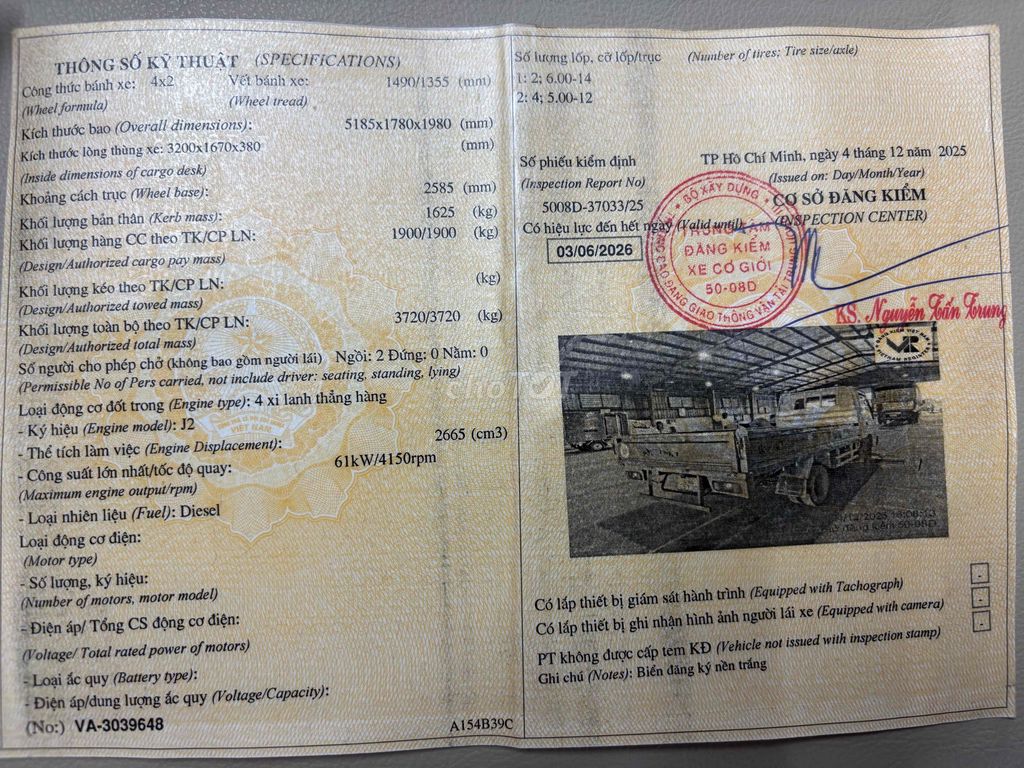 THÔNG SỐ KỸ THUẬT (SPECIFICATIONS)
Công thức bánh xe: 4x2 Vết bánh xe: 1490/1355 (mm)
(Wheel formula) (Wheel tread)
Kích thước bao (Overall dimensions): 5185x1780x1980 (mm)
Kích thước lòng thùng xe: 3200x1670x380 (mm)
(Inside dimensions of cargo desk)
Khoảng cách trục (Wheel base): 2585 (mm)
Khối lượng bản thân (Kerb mass): 1625 (kg)
Khối lượng hàng CC theo TK/CP LN: 1900/1900 (kg)
(Design/Authorized cargo pay mass)
Khối lượng kéo theo TK/CP LN: (kg)
(Design/Authorized towed mass)
Khối lượng toàn bộ theo TK/CP LN: 3720/3720 (kg)
(Design/Authorized total mass)
Số người cho phép chở (không bao gồm người lái) Ngồi: 2 Đứng: 0 Nằm: 0
(Permissible No of Pers carried, not include driver: seating, standing, lying)
Loại động cơ đốt trong (Engine type): 4 xi lanh thẳng hàng
- Ký hiệu (Engine model): J2
- Thể tích làm việc (Engine Displacement): 2665 (cm3)
- Công suất lớn nhất/tốc độ quay: 61kW/4150rpm
(Maximum engine output/rpm)
- Loại nhiên liệu (Fuel): Diesel
Loại động cơ điện:
(Motor type)
- Số lượng, ký hiệu:
(Number of motors, motor model)
- Điện áp/ Tổng CS động cơ điện:
(Voltage/ Total rated power of motors)
- Loại ắc quy (Battery type):
- Điện áp/dung lượng ắc quy (Voltage/Capacity):
(No:) VA-3039648 A154B39C
VIỆT NAM
Số lượng lốp, cỡ lốp/trục (Number of tires: Tire size/axle)
1: 2; 6.00-14
2: 4; 5.00-12
Số phiếu kiểm định TP Hồ Chí Minh, ngày 4 tháng 12 năm 2025
(Inspection Report No) (Issued on: Day/Month/Year)
5008D-37033/25 CƠ SỞ ĐĂNG KIỂM
Có hiệu lực đến hết ngày (Valid until) (INSPECTION CENTER)
03/06/2026
BỘ XÂY DỰNG
TRUNG TÂM
ĐĂNG KIỂM
XE CƠ GIỚI
50-08D
KS. Nguyễn Tấn Trung
VR
Có lắp thiết bị giám sát hành trình (Equipped with Tachograph) -
Có lắp thiết bị ghi nhận hình ảnh người lái xe (Equipped with camera) -
PT không được cấp tem KĐ (Vehicle not issued with inspection stamp) -
Ghi chú (Notes): Biển đăng ký nền trắng